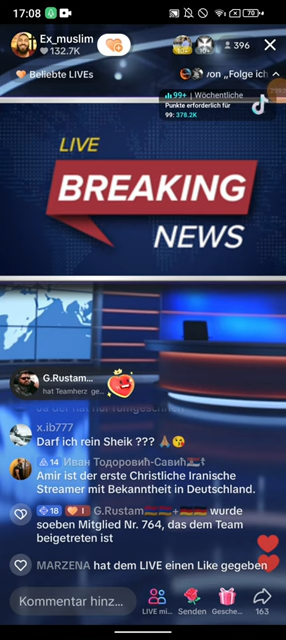 17:08
70
Ex_muslim
132.7K
396
Beliebte LIVEs
von „Folge ich
99+ | Wöchentliche
Punkte erforderlich für
99: 378.2K
LIVE
BREAKING
NEWS
G.Rustam...
hat Teamherz ge...
x.ib777
Darf ich rein Sheik ??? 🙏🏽😘
14 Иван Тодоровић-Савић🇷🇸☦
Amir ist der erste Christliche Iranische
Streamer mit Bekanntheit in Deutschland.
18 I G.Rustam🇦🇲+🇩🇪 wurde
soeben Mitglied Nr. 764, das dem Team
beigetreten ist
MARZENA hat dem LIVE einen Like gegeben
Kommentar hinz...
LIVE mi...
Senden
Gesche...
163